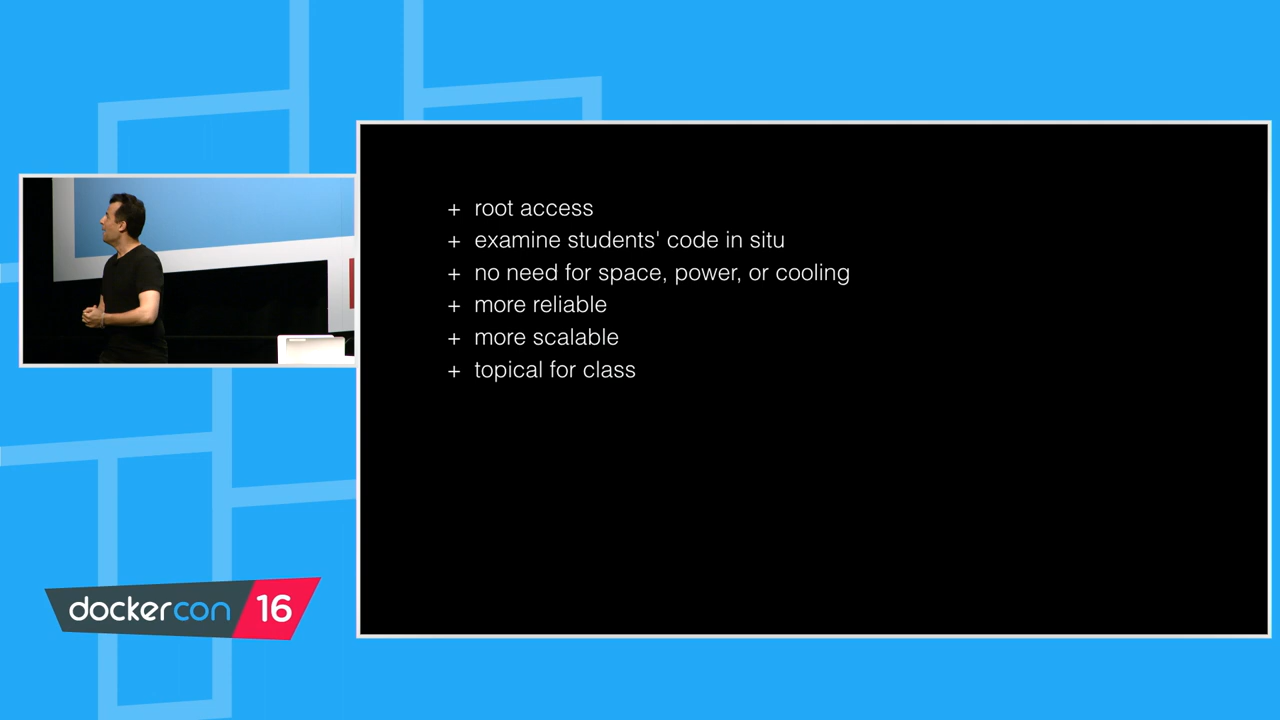 + root access
+ examine students' code in situ
+ no need for space, power, or cooling
+ more reliable
+ more scalable
+ topical for class
dockercon 16